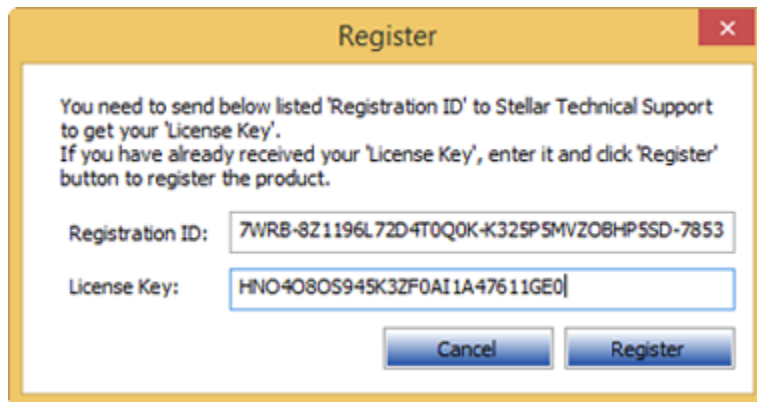 Register
You need to send below listed 'Registration ID' to Stellar Technical Support
to get your 'License Key'.
If you have already received your 'License Key', enter it and click 'Register'
button to register the product.
Registration ID: 7WRB-8Z1196L72D4T0Q0K-K325P5MVZOBHP5SD-7853
License Key: HNO4O8OS945K3ZF0AI1A47611GE0
Cancel Register